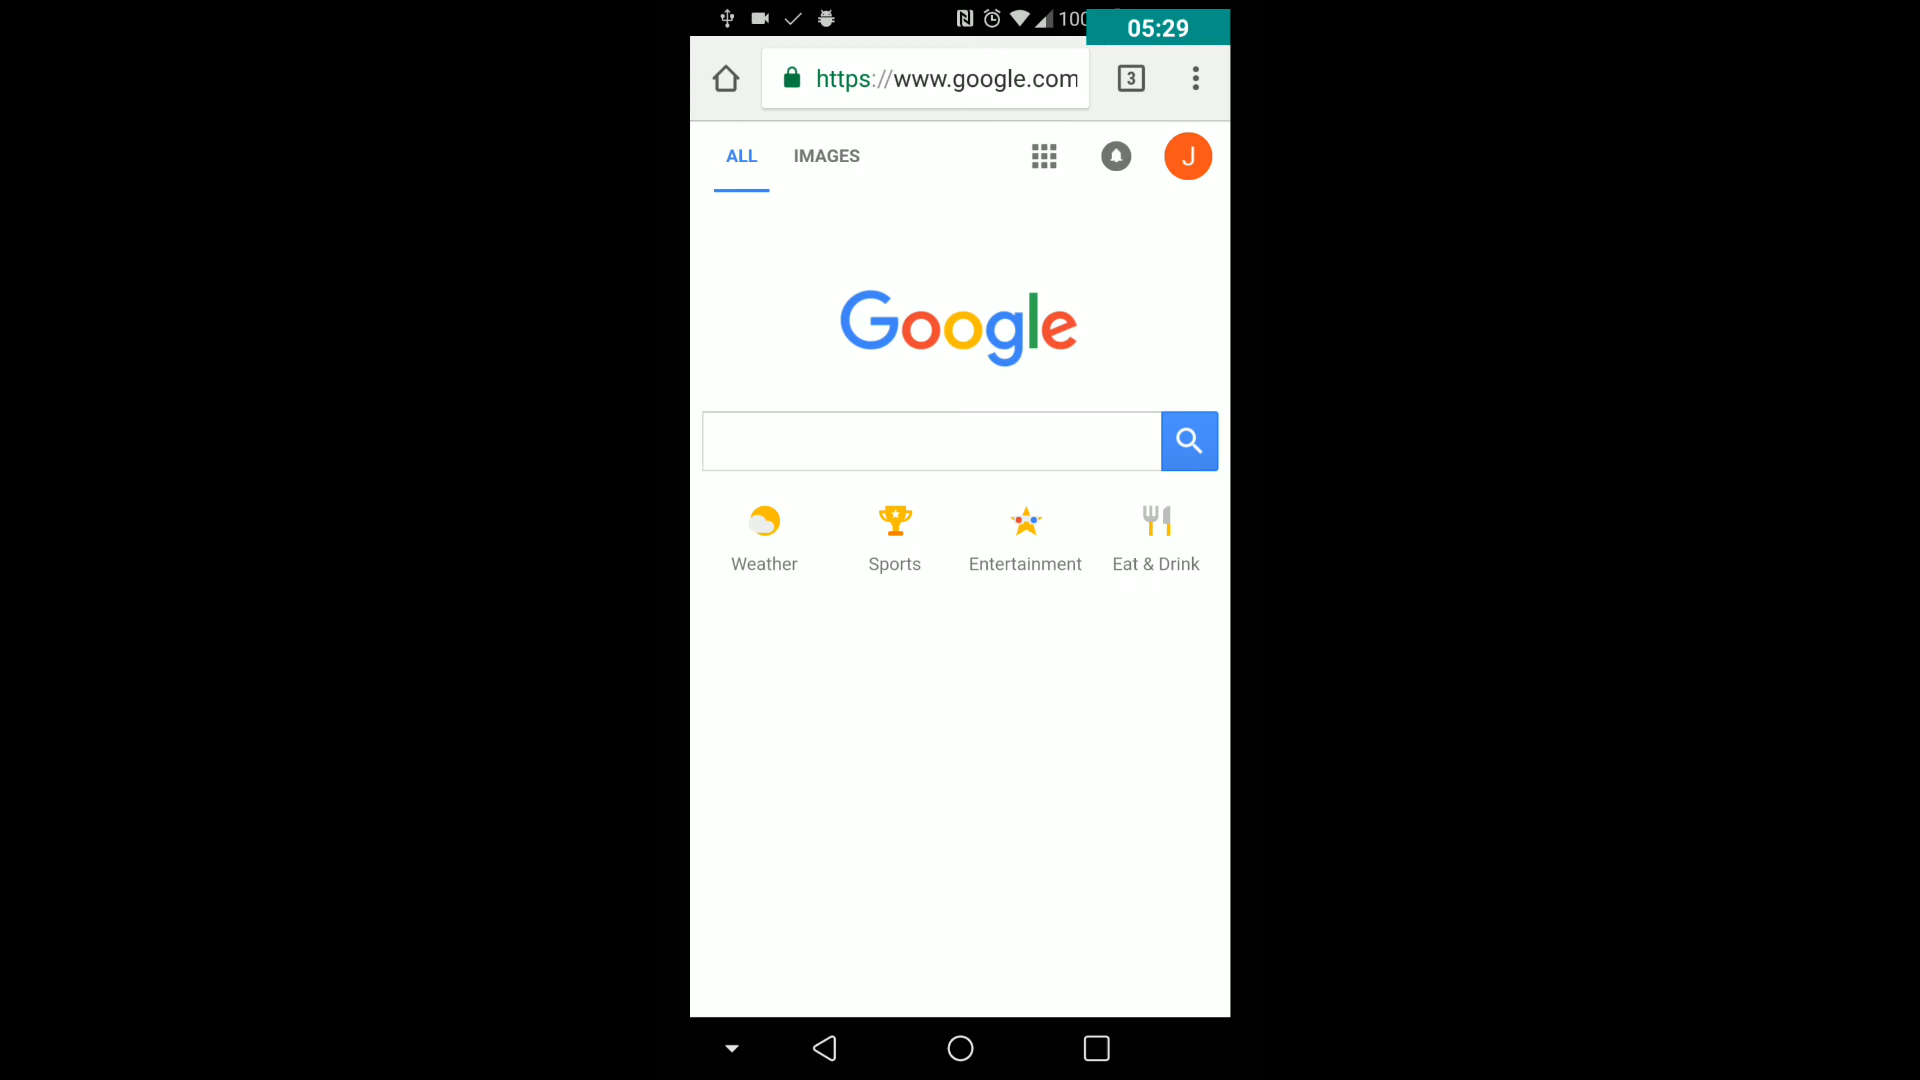 100
05:29
https://www.google.com
3
ALL IMAGES J
Google
Weather Sports Entertainment Eat & Drink